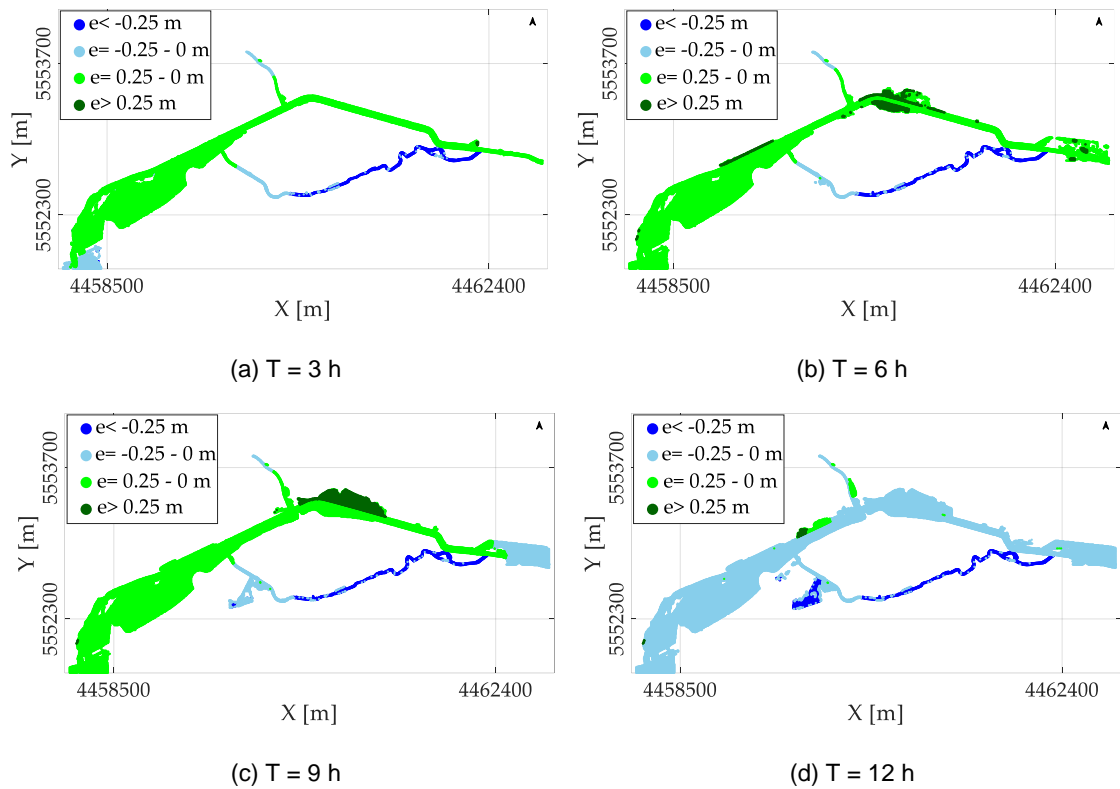 e< -0.25 m
e= -0.25 - 0 m
e= 0.25 - 0 m
e> 0.25 m
5553700
5552300
Y [m]
4458500
4462400
X [m]
(a) T = 3 h
e< -0.25 m
e= -0.25 - 0 m
e= 0.25 - 0 m
e> 0.25 m
5553700
5552300
Y [m]
4458500
4462400
X [m]
(b) T = 6 h
e< -0.25 m
e= -0.25 - 0 m
e= 0.25 - 0 m
e> 0.25 m
5553700
5552300
Y [m]
4458500
4462400
X [m]
(c) T = 9 h
e< -0.25 m
e= -0.25 - 0 m
e= 0.25 - 0 m
e> 0.25 m
5553700
5552300
Y [m]
4458500
4462400
X [m]
(d) T = 12 h